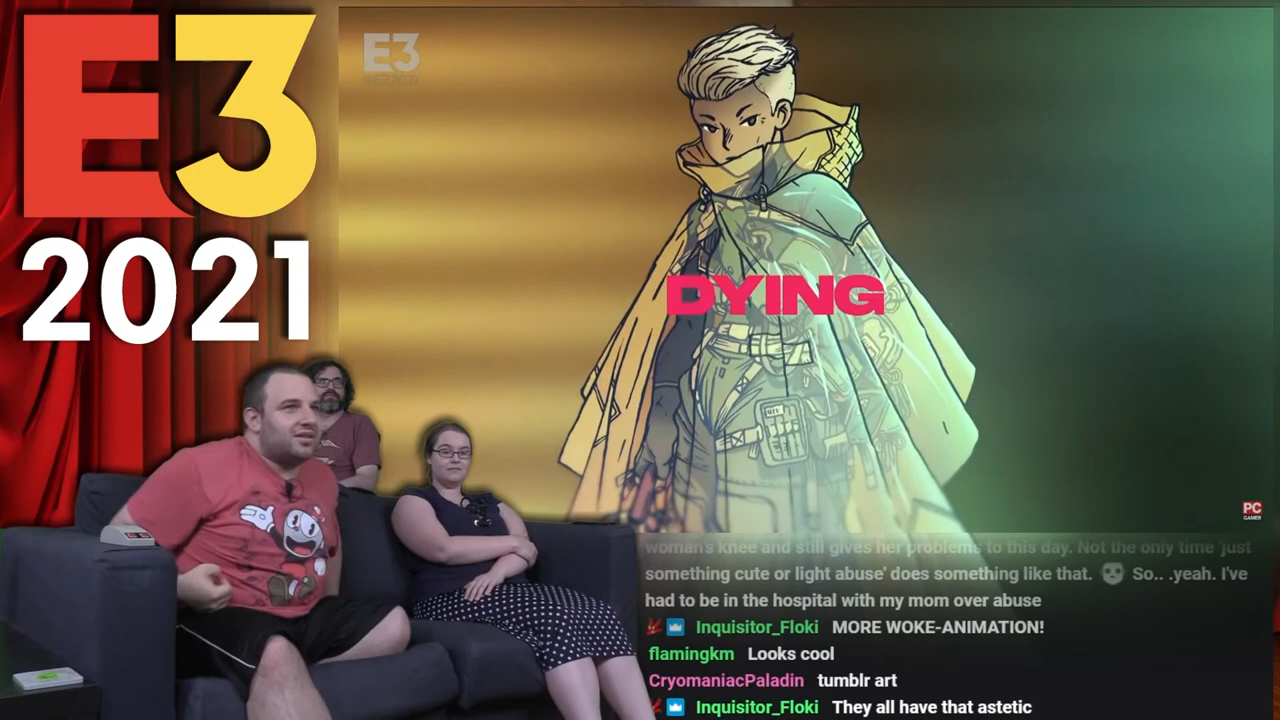 E3
2021
E3
DYING
PC
GAMER
woman's knee and still gives her problems to this day. Not the only time 'just
something cute or light abuse' does something like that. So.. .yeah. I've
had to be in the hospital with my mom over abuse
Inquisitor_Floki MORE WOKE-ANIMATION!
flamingkm Looks cool
CryomaniacPaladin tumblr art
Inquisitor_Floki They all have that astetic